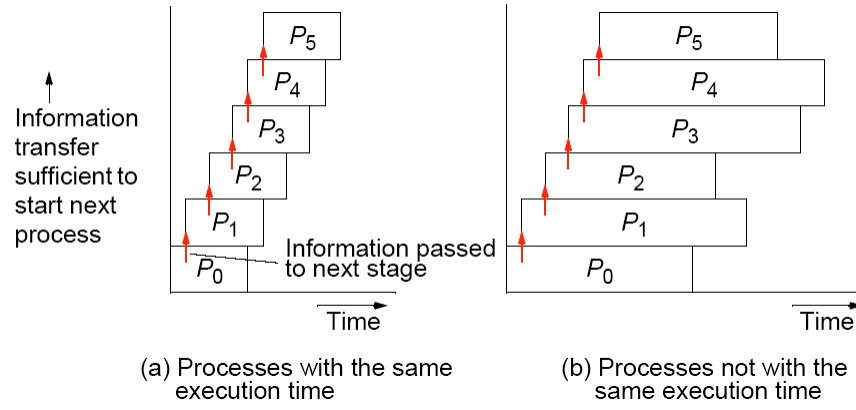 P5
P4
P3
P2
P1
P0
Information
transfer
sufficient to
start next
process
Information passed
to next stage
Time
(a) Processes with the same
execution time
P5
P4
P3
P2
P1
P0
Time
(b) Processes not with the
same execution time